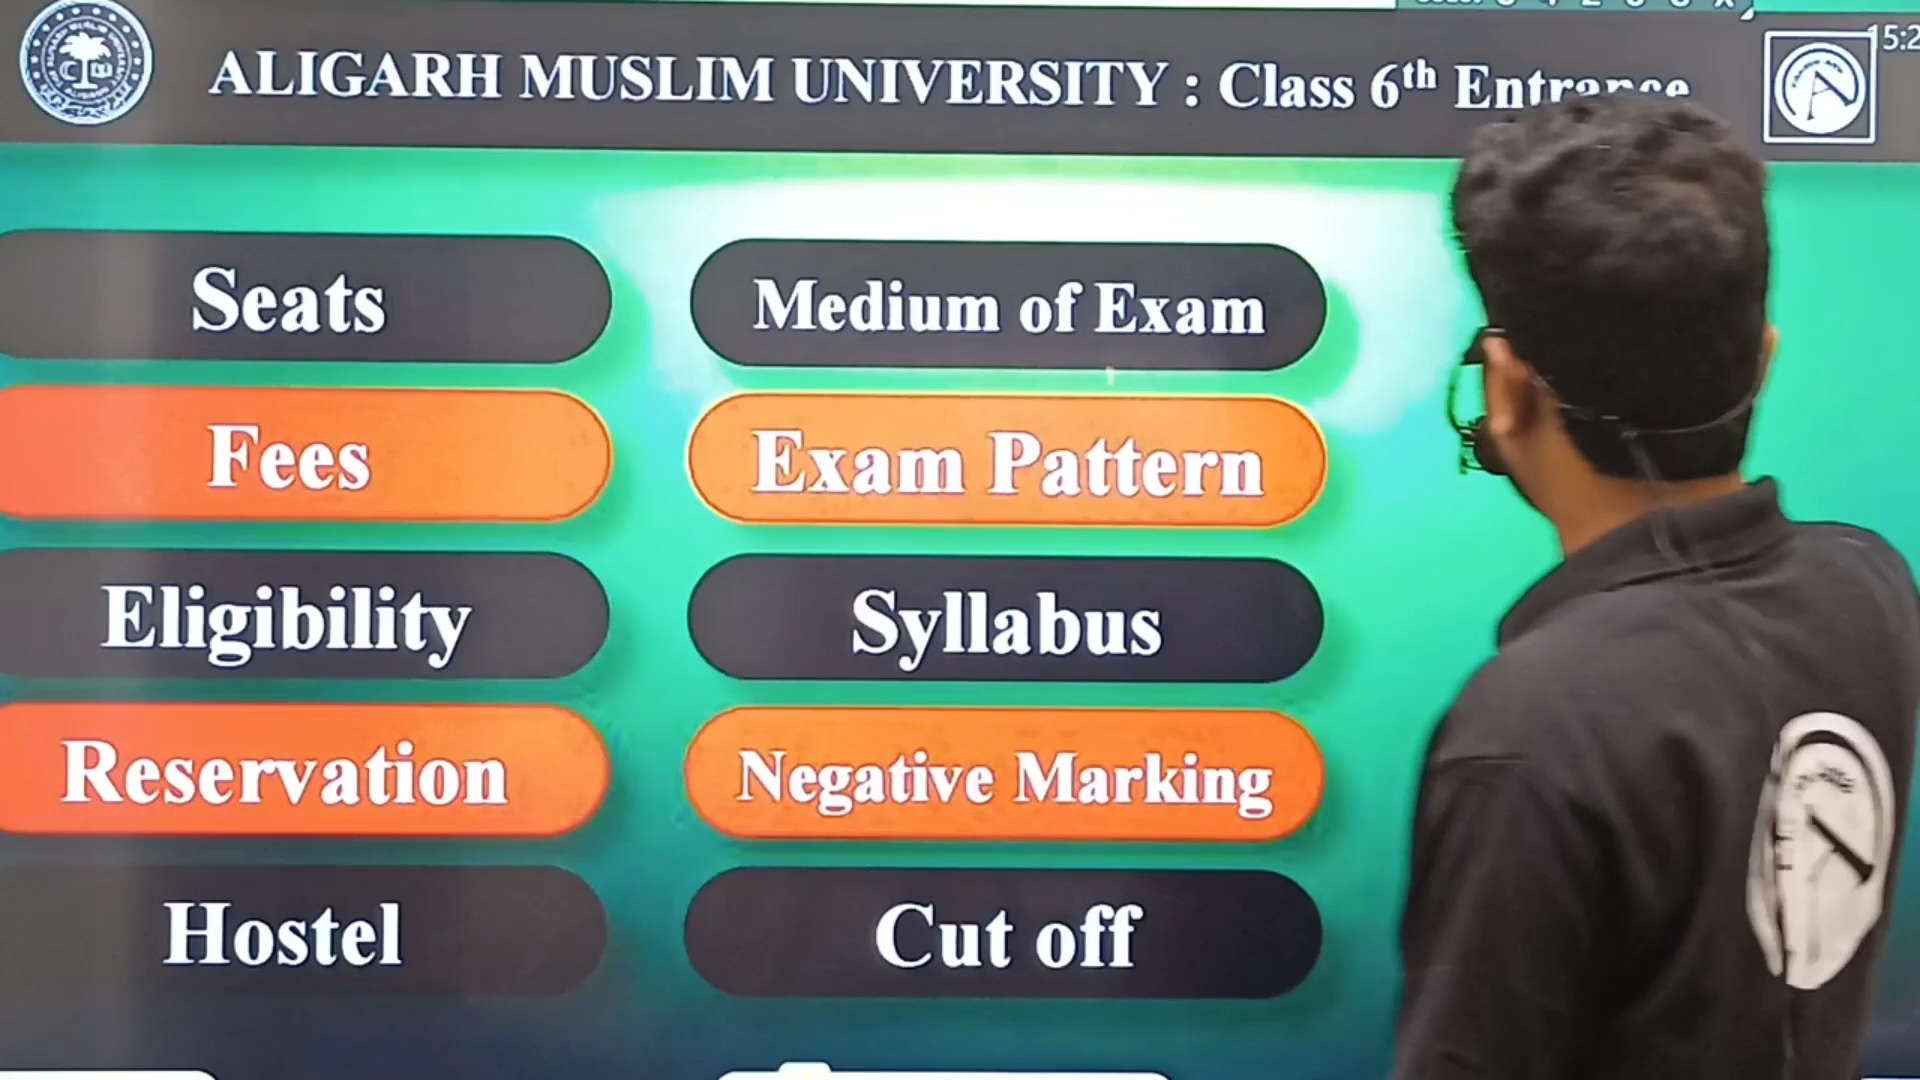 ALIGARH MUSLIM UNIVERSITY : Class 6th Entrance
Seats
Medium of Exam
Fees
Exam Pattern
Eligibility
Syllabus
Reservation
Negative Marking
Hostel
Cut off